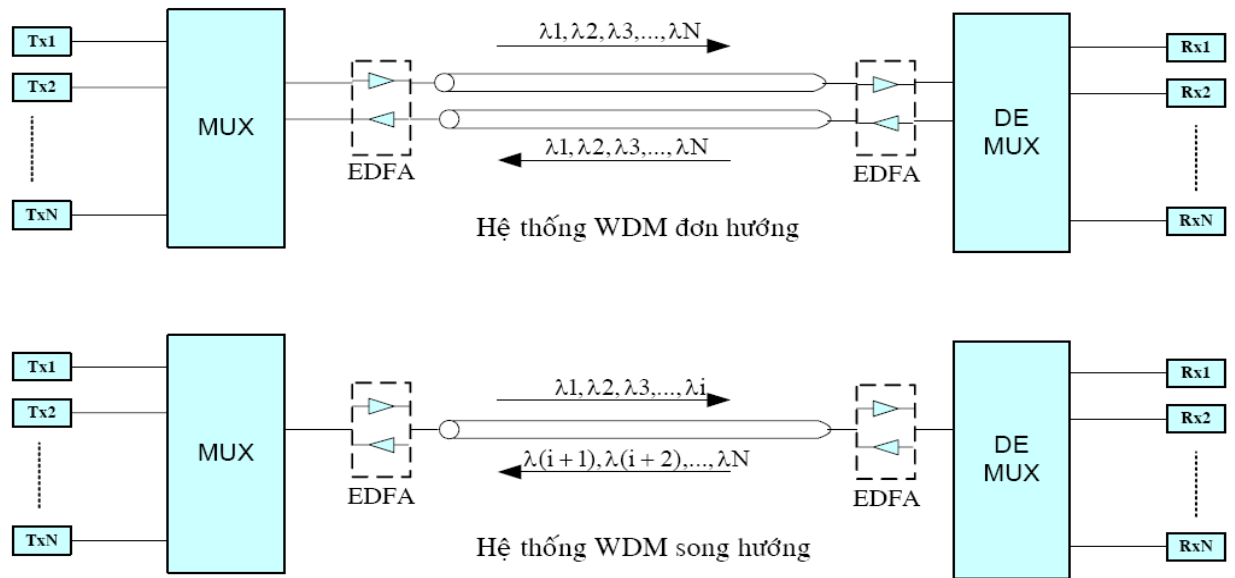 λ1, λ2, λ3,..., λN
Tx1
Tx2
TxN
MUX
EDFA
λ1, λ2, λ3,..., λN
EDFA
DE
MUX
Rx1
Rx2
RxN
Hệ thống WDM đơn hướng
Tx1
Tx2
TxN
MUX
EDFA
λ1, λ2, λ3,..., λi
λ(i + 1), λ(i + 2),..., λN
EDFA
DE
MUX
Rx1
Rx2
RxN
Hệ thống WDM song hướng